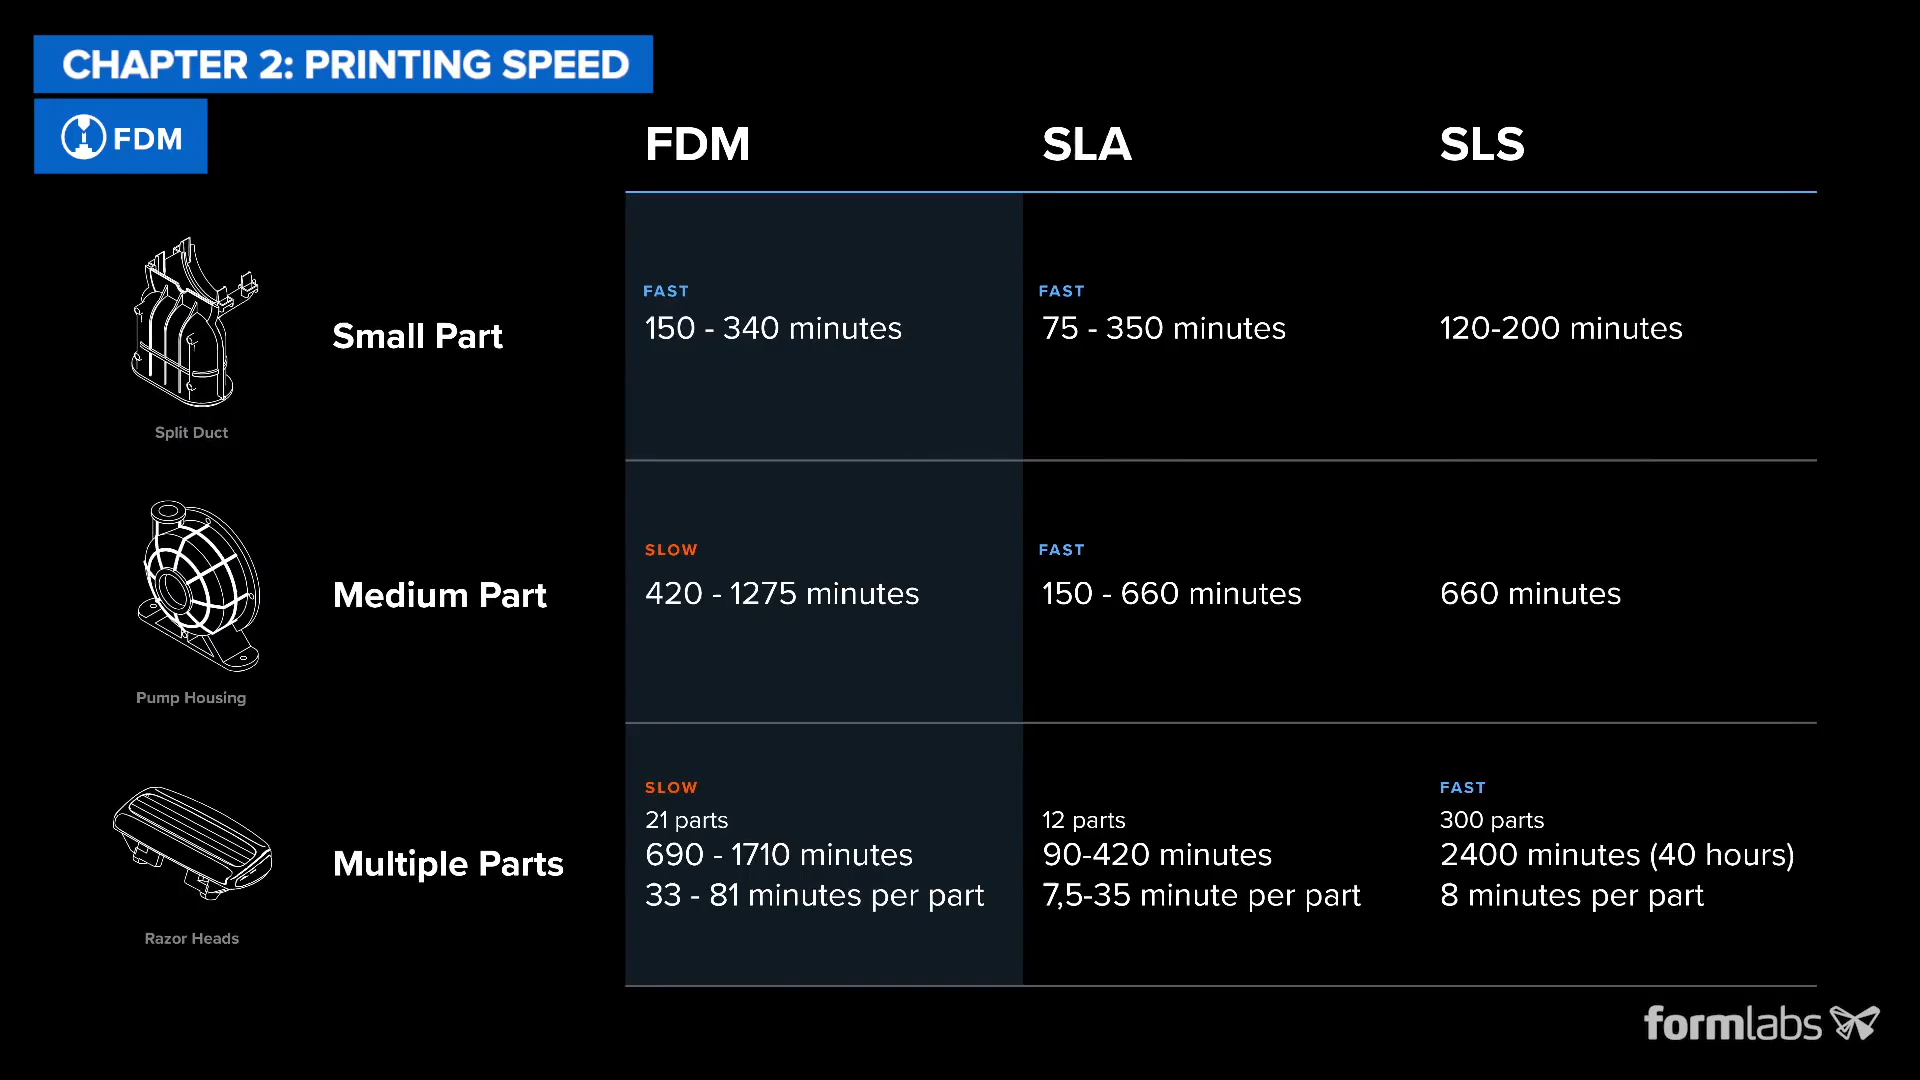 CHAPTER 2: PRINTING SPEED
FDM
FDM
SLA
SLS
Split Duct
Small Part
FAST
150 - 340 minutes
FAST
75 - 350 minutes
120-200 minutes
Pump Housing
Medium Part
SLOW
420 - 1275 minutes
FAST
150 - 660 minutes
660 minutes
Razor Heads
Multiple Parts
SLOW
21 parts
690 - 1710 minutes
33 - 81 minutes per part
12 parts
90-420 minutes
7,5-35 minute per part
FAST
300 parts
2400 minutes (40 hours)
8 minutes per part
formlabs